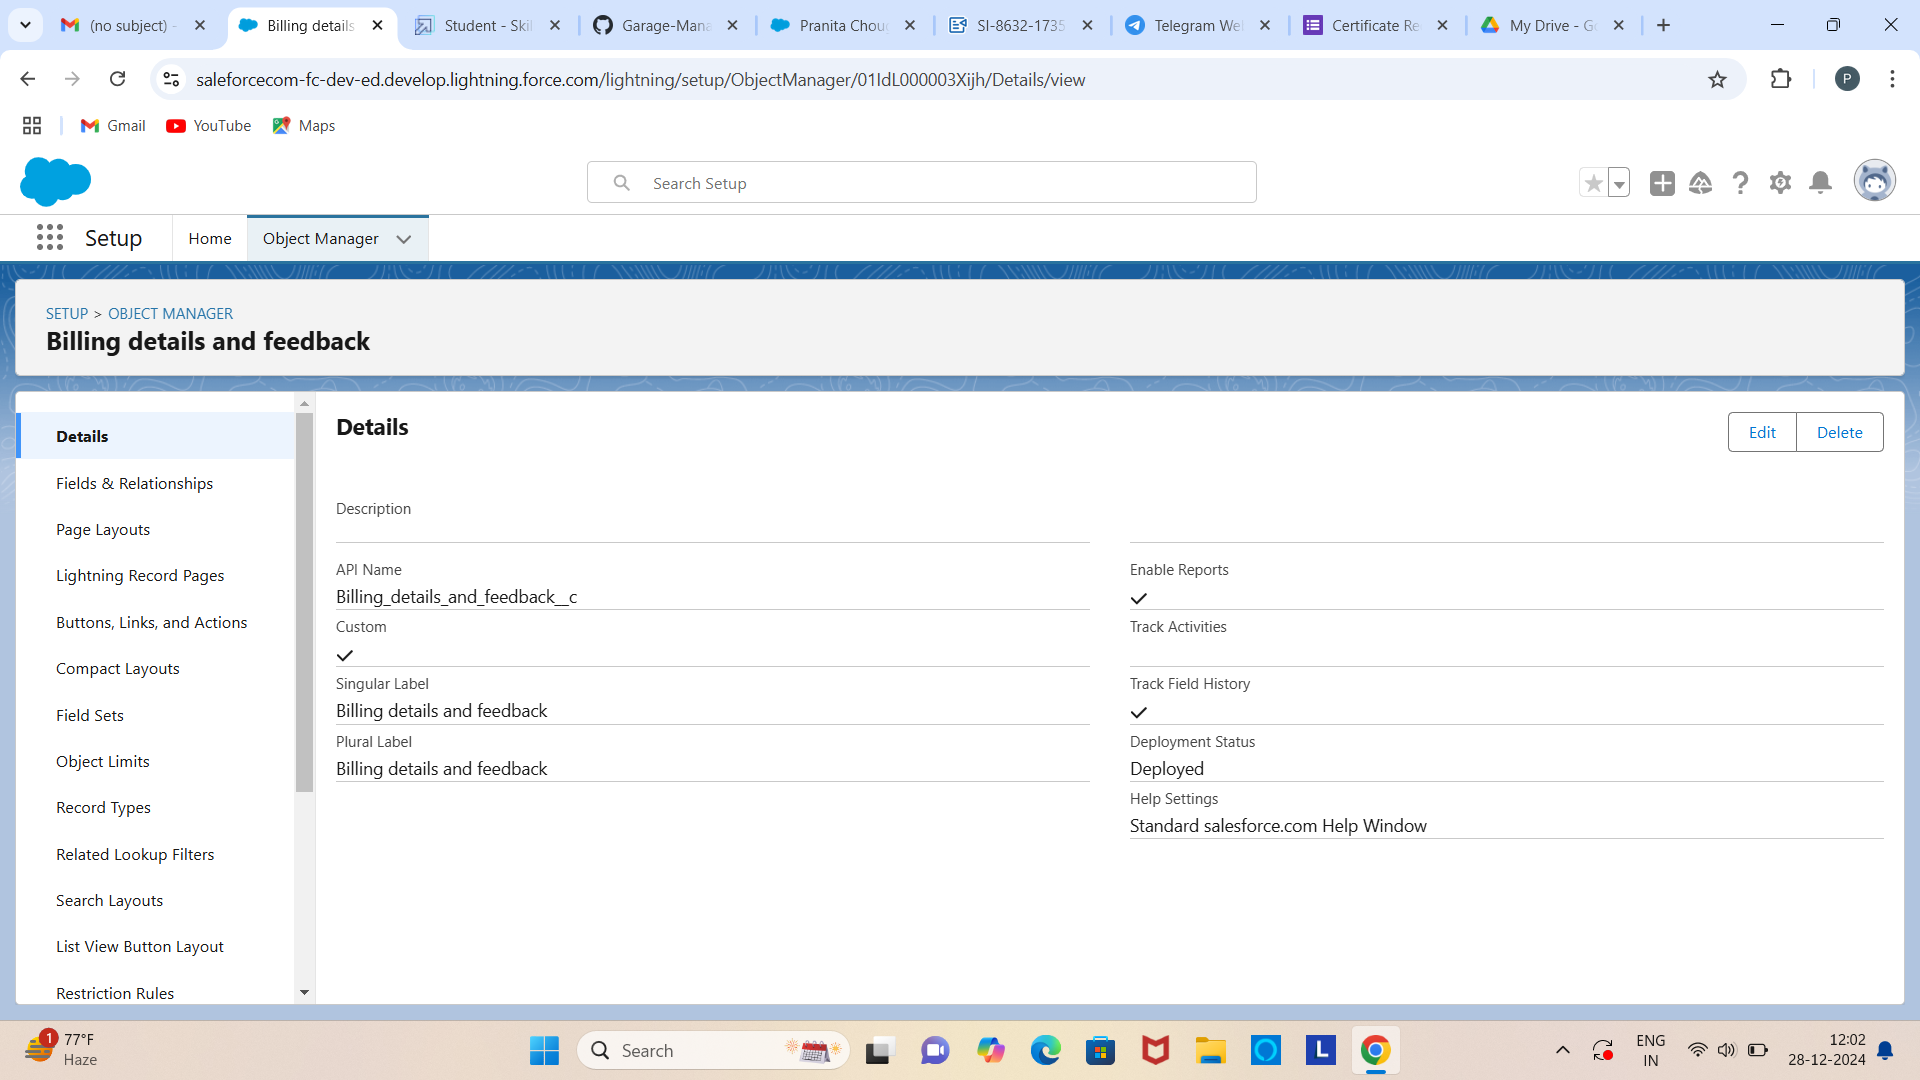 (no subject) -
Billing details
Student - Skil
Garage-Mana
Pranita Chou
SI-8632-1735
Telegram We
Certificate Re
My Drive - Go
saleforcecom-fc-dev-ed.develop.lightning.force.com/lightning/setup/ObjectManager/01IdL000003Xijh/Details/view
P
Gmail
YouTube
Maps
Search Setup
Setup
Home
Object Manager
SETUP > OBJECT MANAGER
Billing details and feedback
Details
Fields & Relationships
Page Layouts
Lightning Record Pages
Buttons, Links, and Actions
Compact Layouts
Field Sets
Object Limits
Record Types
Related Lookup Filters
Search Layouts
List View Button Layout
Restriction Rules
Details
Edit
Delete
Description
API Name
Billing_details_and_feedback__c
Custom
Singular Label
Billing details and feedback
Plural Label
Billing details and feedback
Enable Reports
Track Activities
Track Field History
Deployment Status
Deployed
Help Settings
Standard salesforce.com Help Window
1
77°F
Haze
Search
L
ENG
IN
12:02
28-12-2024